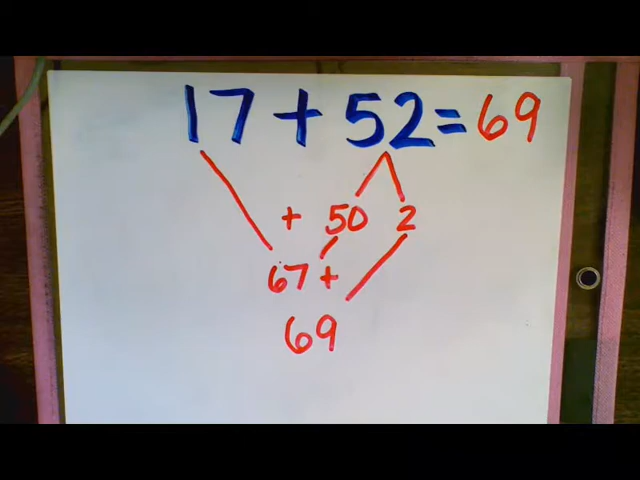 17 + 52 = 69
+ 50 2
67 +
69